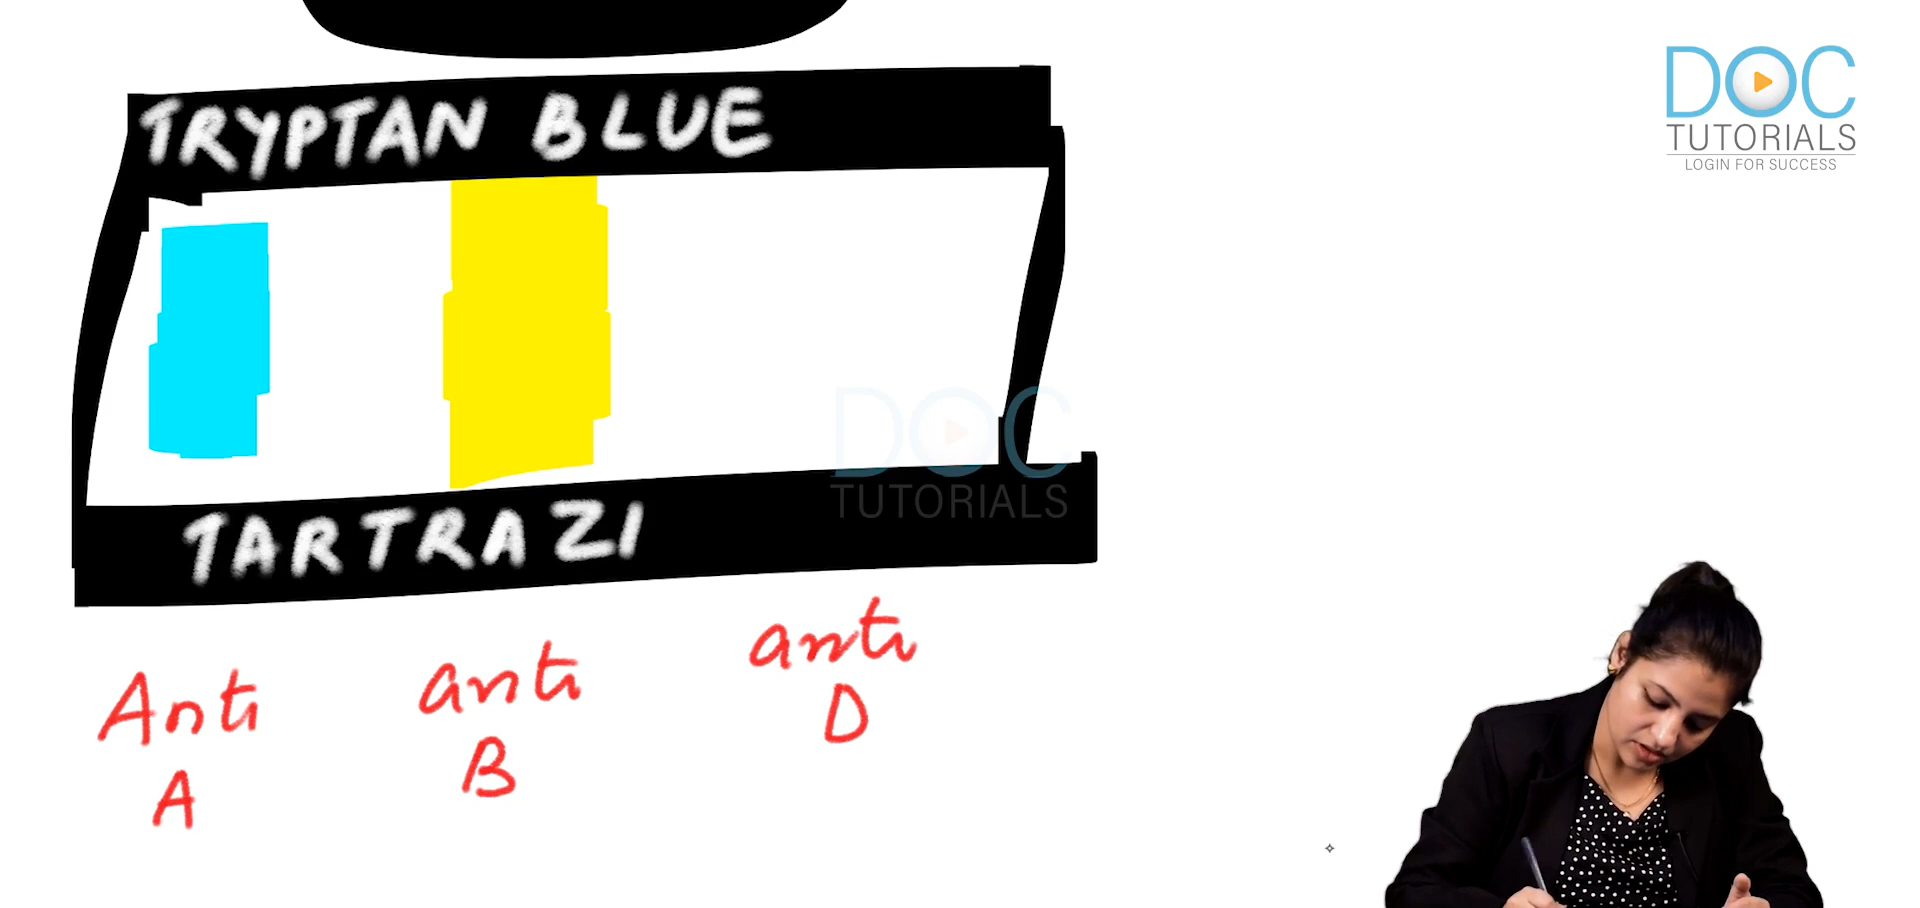 TRYPTAN BLUE
DOC
TUTORIALS
LOGIN FOR SUCCESS
DOC
TUTORIALS
TARTRAZI
Anti
A
anti
B
anti
D